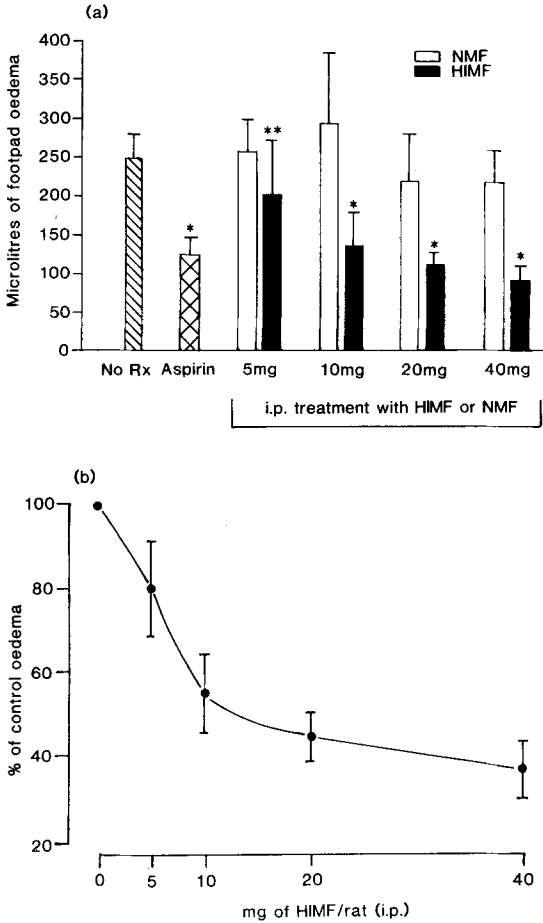 (a)
Microlitres of footpad oedema
400
350
300
250
200
150
100
50
0
NMF
HIMF
*
**
*
*
*
No Rx Aspirin 5mg 10mg 20mg 40mg
i.p. treatment with HIMF or NMF
(b)
% of control oedema
100
80
60
40
20
0 5 10 20 40
mg of HIMF/rat (i.p.)